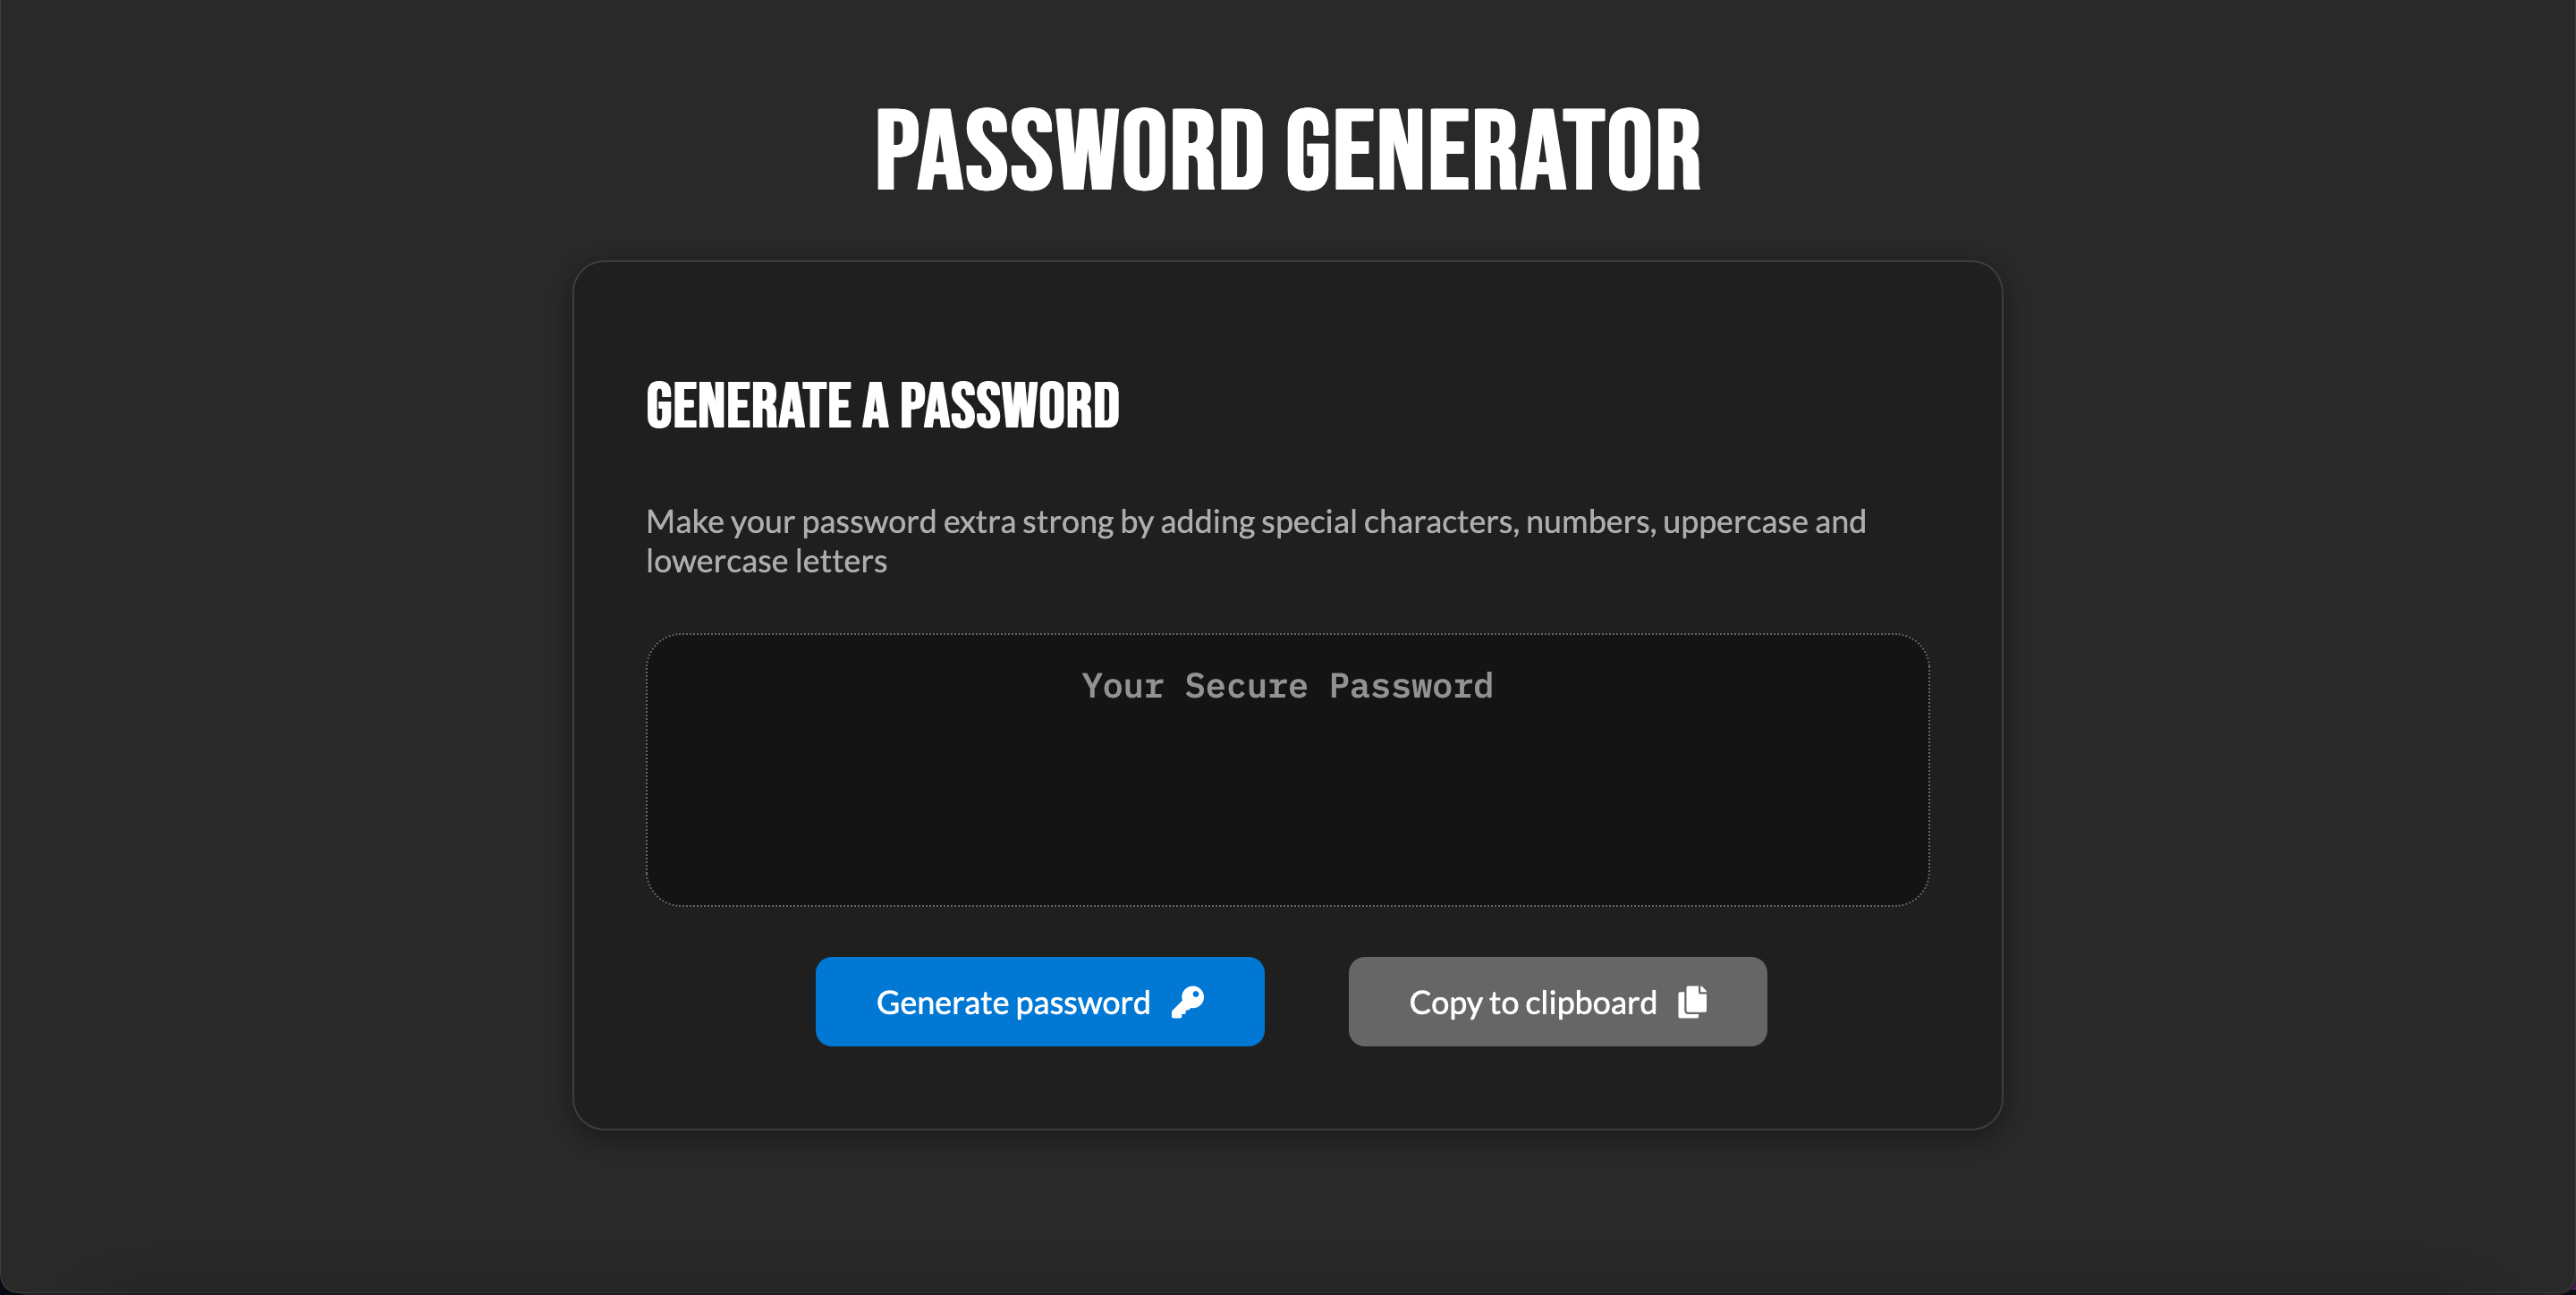 PASSWORD GENERATOR
GENERATE A PASSWORD
Make your password extra strong by adding special characters, numbers, uppercase and
lowercase letters
Your Secure Password
Generate password
Copy to clipboard